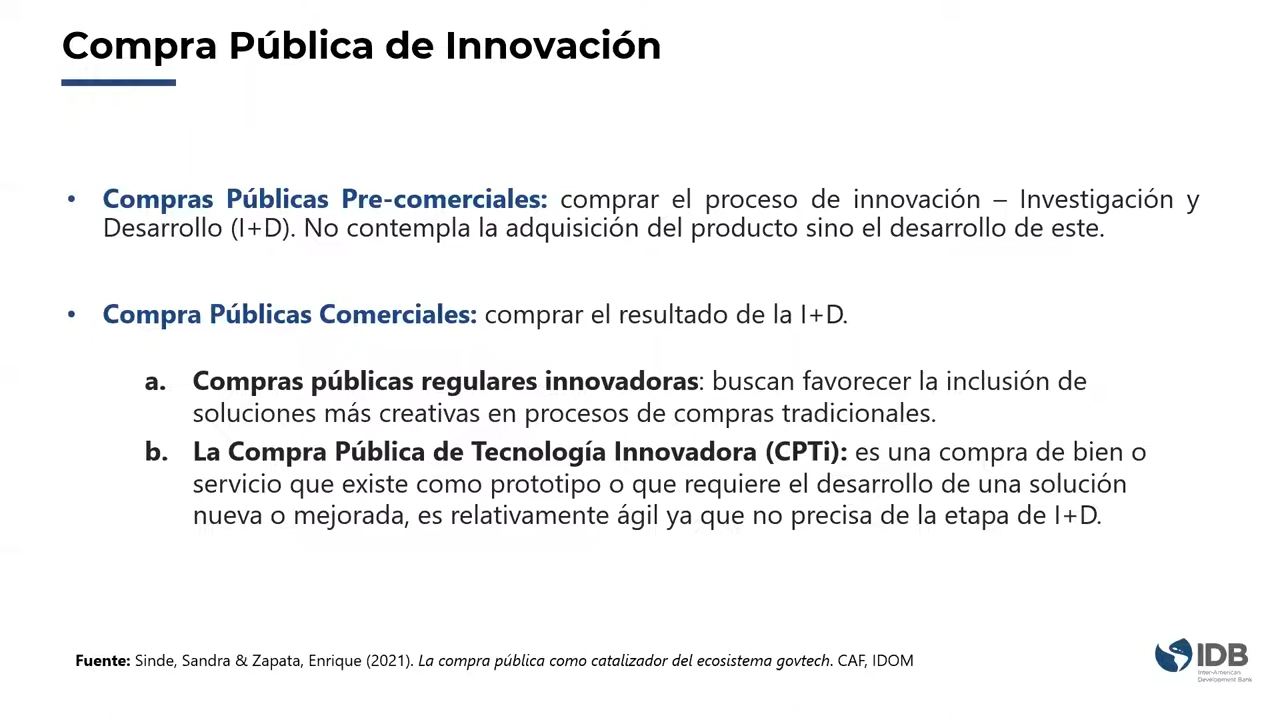 Compra Pública de Innovación
• Compras Públicas Pre-comerciales: comprar el proceso de innovación – Investigación y
Desarrollo (I+D). No contempla la adquisición del producto sino el desarrollo de este.
• Compra Públicas Comerciales: comprar el resultado de la I+D.
a. Compras públicas regulares innovadoras: buscan favorecer la inclusión de
soluciones más creativas en procesos de compras tradicionales.
b. La Compra Pública de Tecnología Innovadora (CPTi): es una compra de bien o
servicio que existe como prototipo o que requiere el desarrollo de una solución
nueva o mejorada, es relativamente ágil ya que no precisa de la etapa de I+D.
Fuente: Sinde, Sandra & Zapata, Enrique (2021). La compra pública como catalizador del ecosistema govtech. CAF, IDOM
IDB
Inter-American
Development Bank